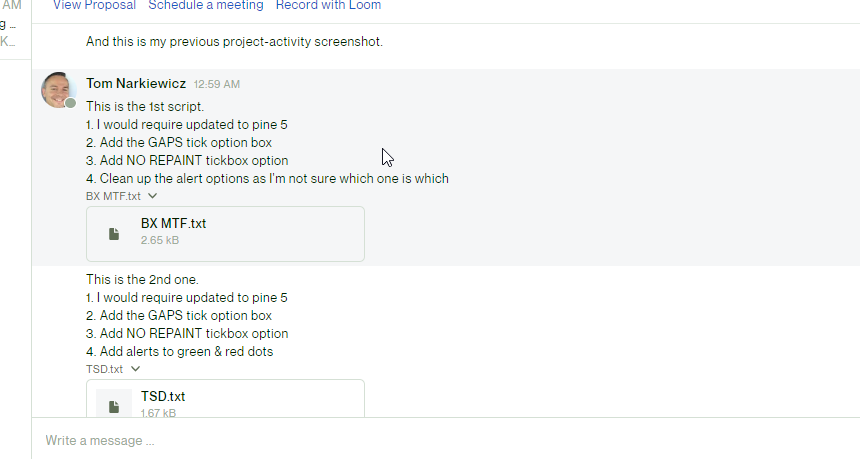 AM
View Proposal Schedule a meeting Record with Loom
g ...
K...
And this is my previous project-activity screenshot.
Tom Narkiewicz 12:59 AM
This is the 1st script.
1. I would require updated to pine 5
2. Add the GAPS tick option box
3. Add NO REPAINT tickbox option
4. Clean up the alert options as I'm not sure which one is which
BX MTF.txt
BX MTF.txt
2.65 kB
This is the 2nd one.
1. I would require updated to pine 5
2. Add the GAPS tick option box
3. Add NO REPAINT tickbox option
4. Add alerts to green & red dots
TSD.txt
TSD.txt
1.67 kB
Write a message ...